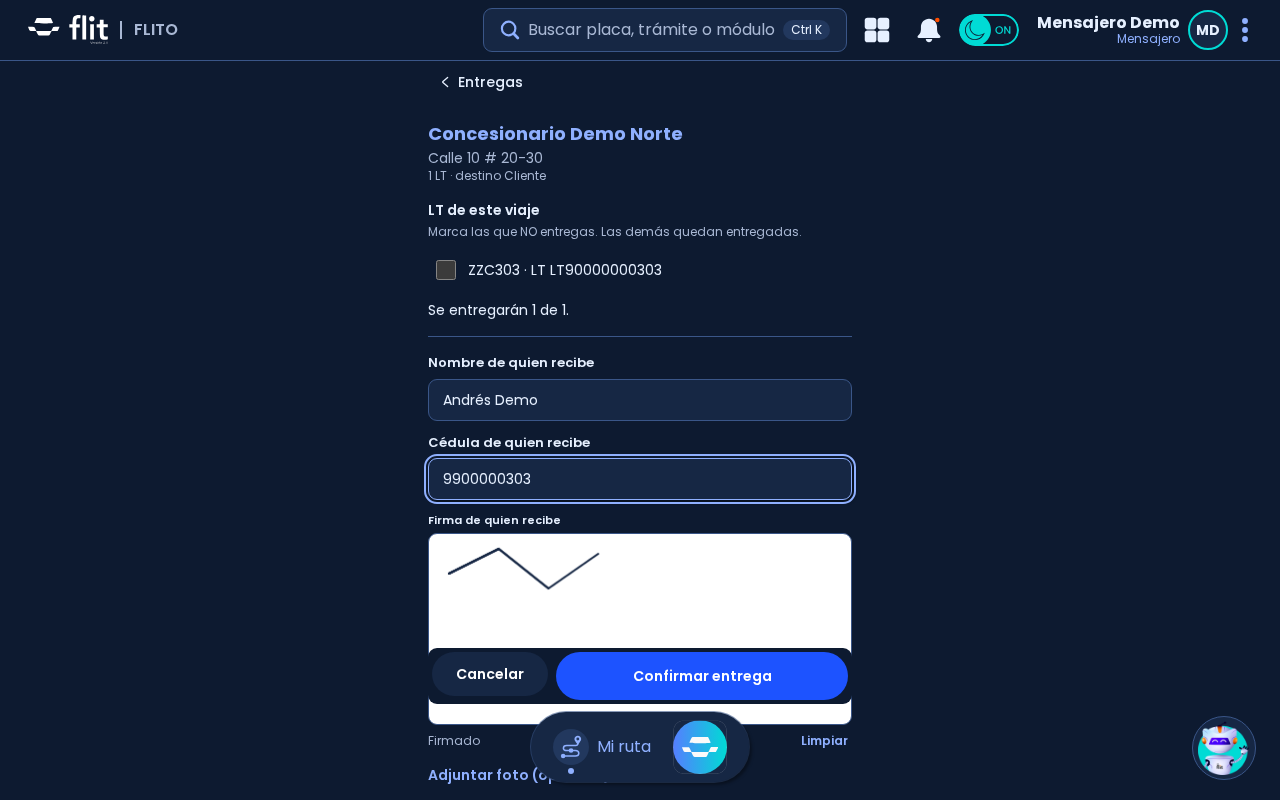 flit
FLITO
Buscar placa, trámite o módulo
Ctrl K
ON
Mensajero Demo
Mensajero
MD
Entregas
Concesionario Demo Norte
Calle 10 # 20-30
1 LT · destino Cliente
LT de este viaje
Marca las que NO entregas. Las demás quedan entregadas.
ZZC303 · LT LT90000000303
Se entregarán 1 de 1.
Nombre de quien recibe
Andrés Demo
Cédula de quien recibe
9900000303
Firma de quien recibe
Cancelar
Confirmar entrega
Firmado
Mi ruta
Limpiar
Adjuntar foto